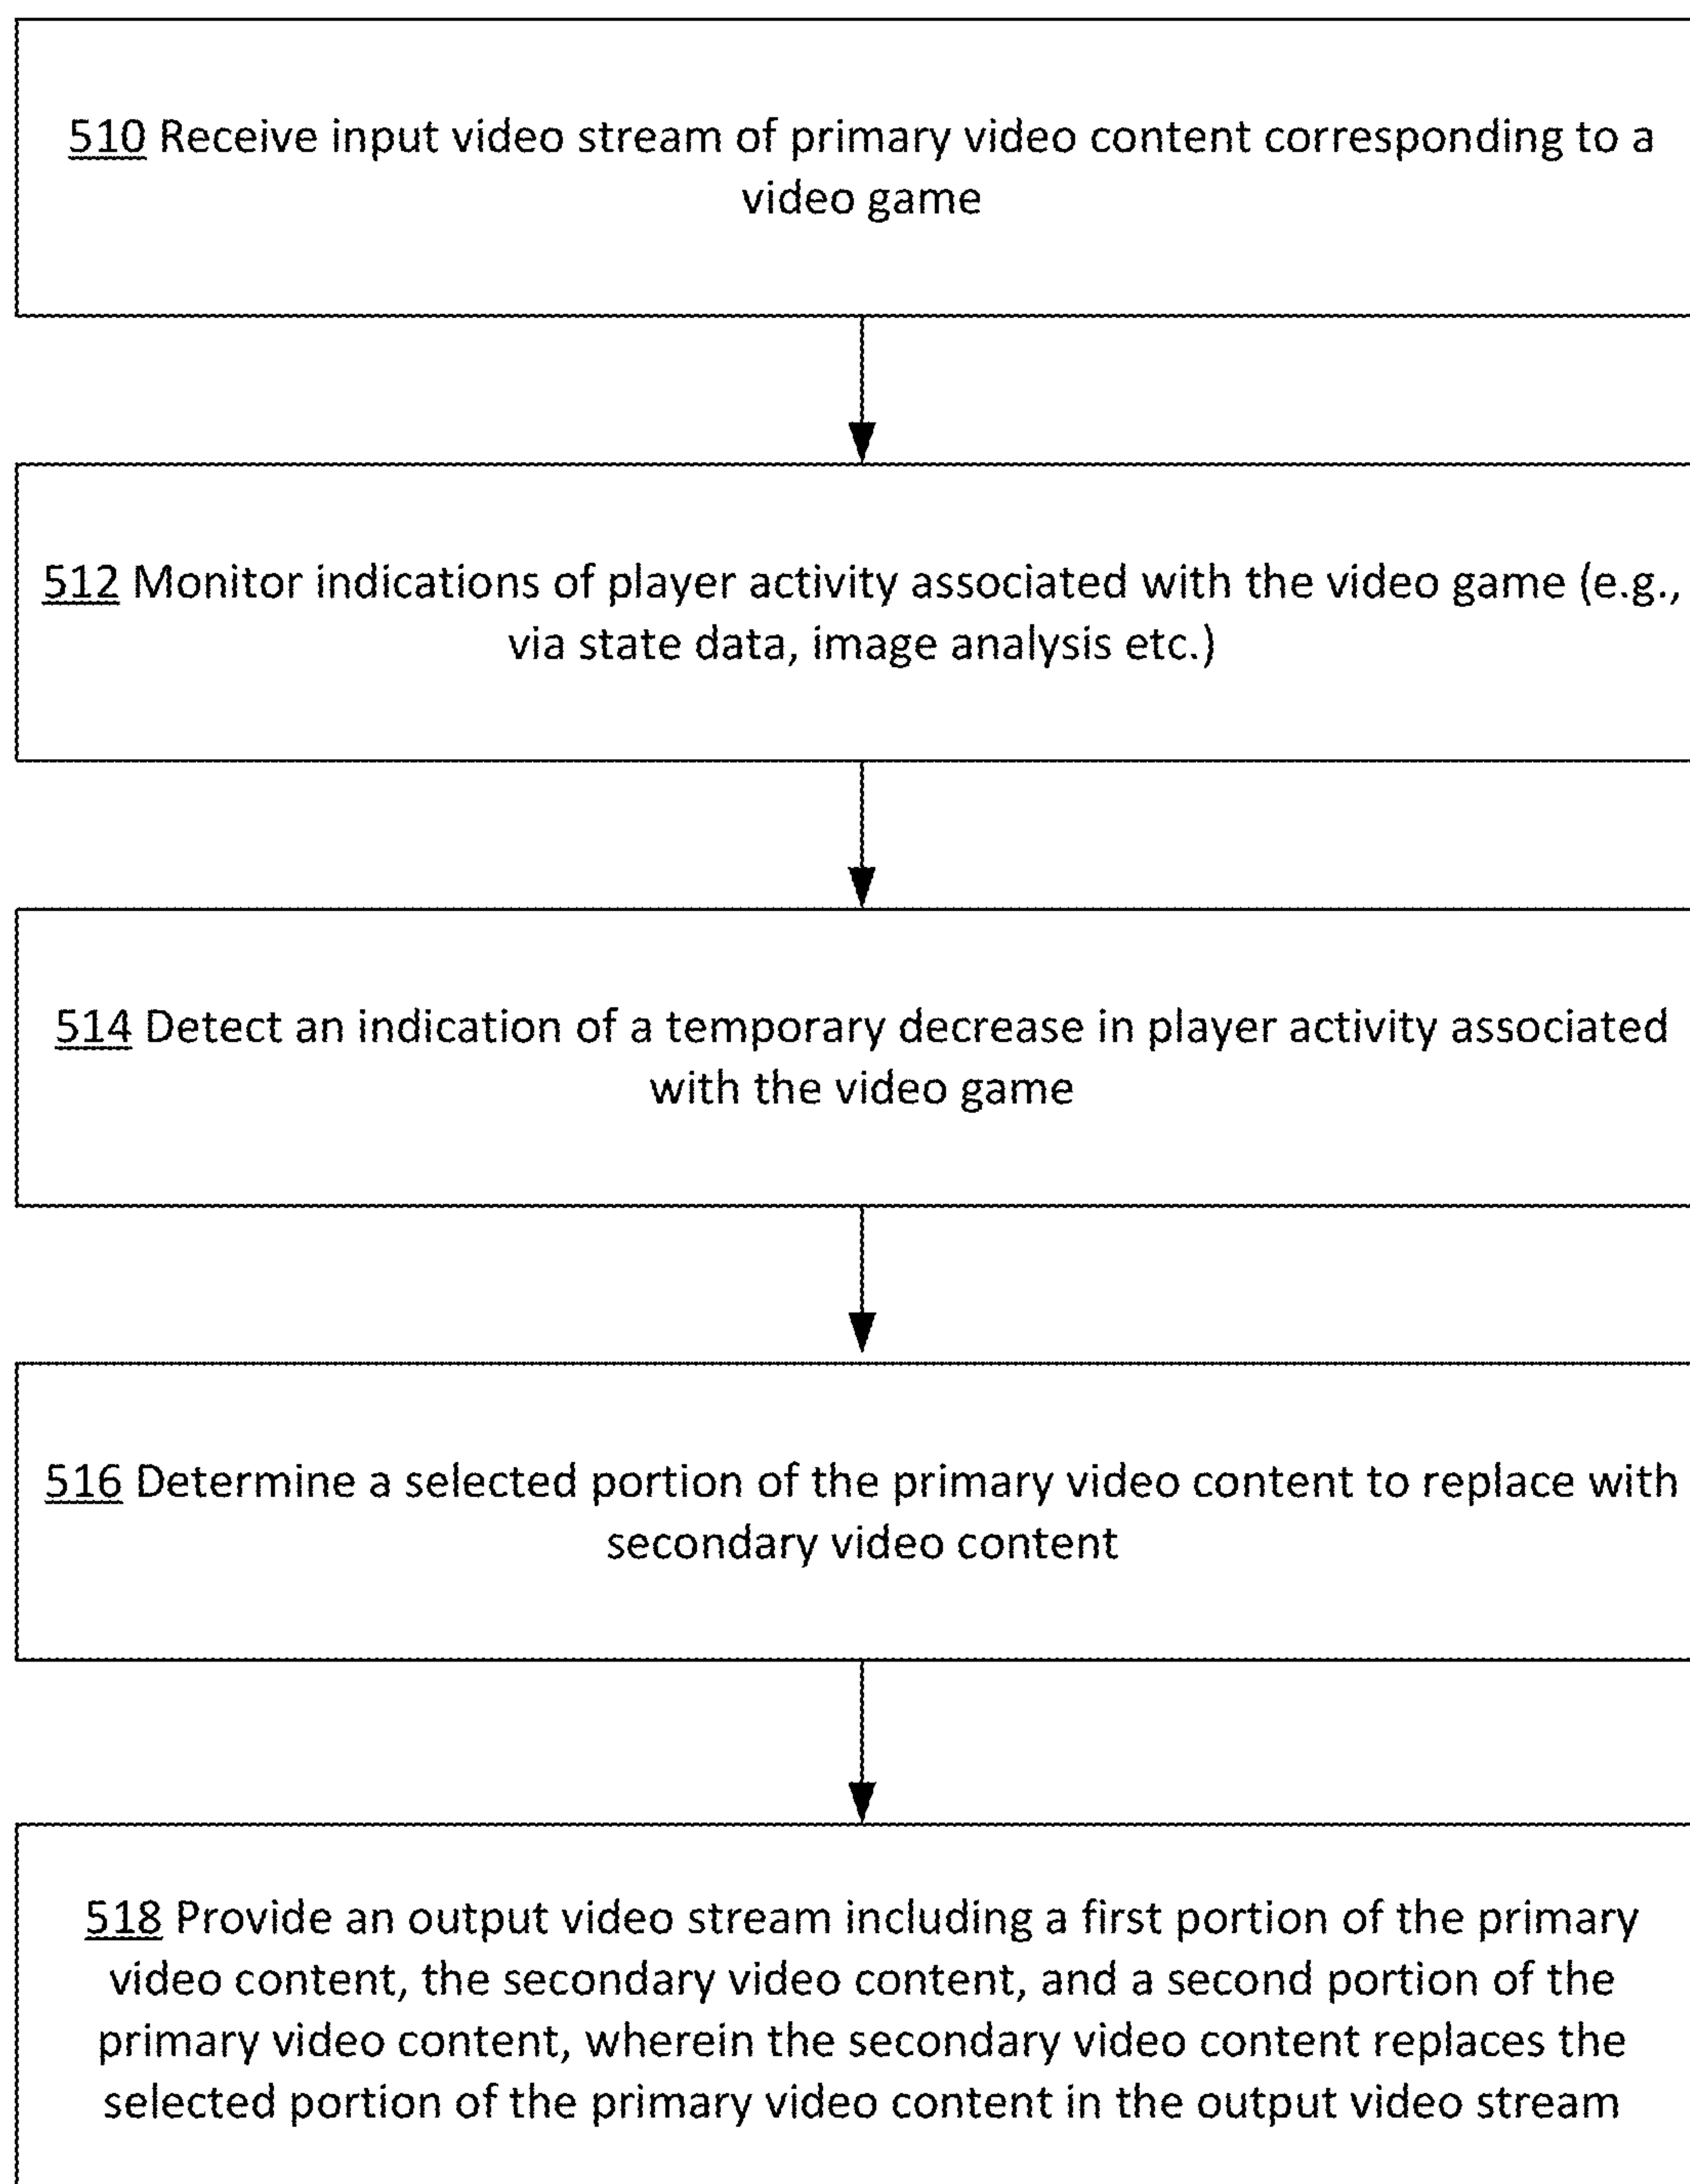 510 Receive input video stream of primary video content corresponding to a
video game
512 Monitor indications of player activity associated with the video game (e.g.,
via state data, image analysis etc.)
514 Detect an indication of a temporary decrease in player activity associated
with the video game
516 Determine a selected portion of the primary video content to replace with
secondary video content
518 Provide an output video stream including a first portion of the primary
video content, the secondary video content, and a second portion of the
primary video content, wherein the secondary video content replaces the
selected portion of the primary video content in the output video stream